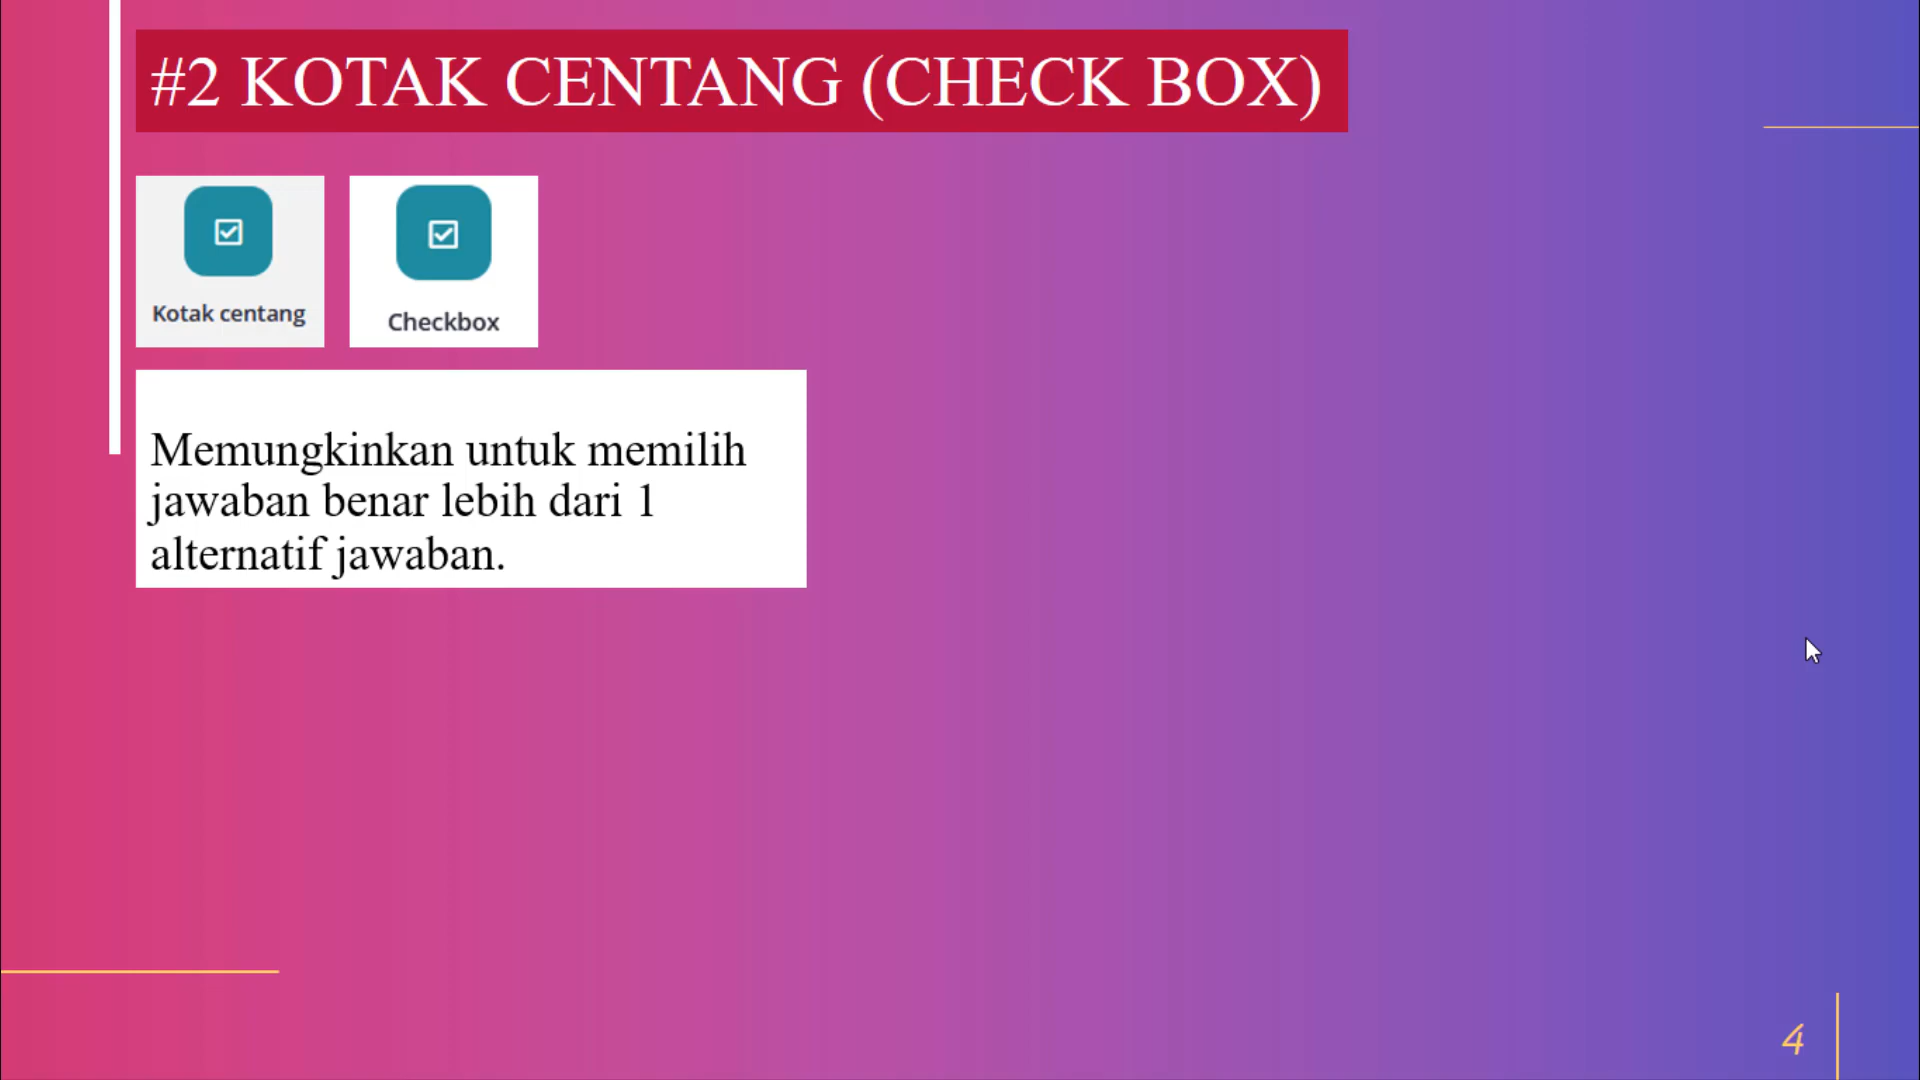 #2 KOTAK CENTANG (CHECK BOX)
Kotak centang
Checkbox
Memungkinkan untuk memilih
jawaban benar lebih dari 1
alternatif jawaban.
4